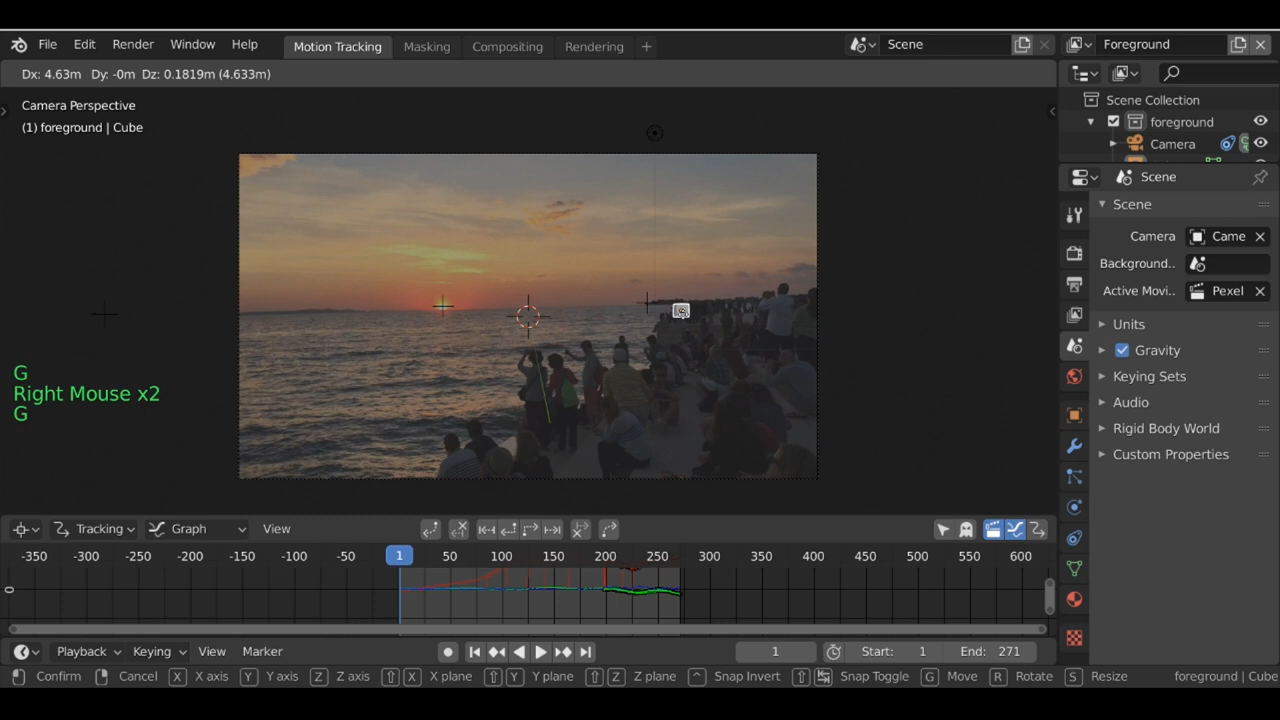 File Edit Render Window Help Motion Tracking Masking Compositing Rendering + Scene Foreground
Dx: 4.63m Dy: -0m Dz: 0.1819m (4.633m)
Camera Perspective
(1) foreground | Cube
Scene Collection
foreground
Camera
Scene
Scene
Camera Came
Background..
Active Movi.. Pexel
Units
Gravity
Keying Sets
Audio
Rigid Body World
Custom Properties
G
Right Mouse x2
G
Tracking Graph View
-350 -300 -250 -200 -150 -100 -50 1 50 100 150 200 250 300 350 400 450 500 550 600
0
Playback Keying View Marker 1 Start: 1 End: 271
Confirm Cancel X X axis Y Y axis Z Z axis X X plane Y Y plane Z Z plane ^ Snap Invert Snap Toggle G Move R Rotate S Resize foreground | Cube